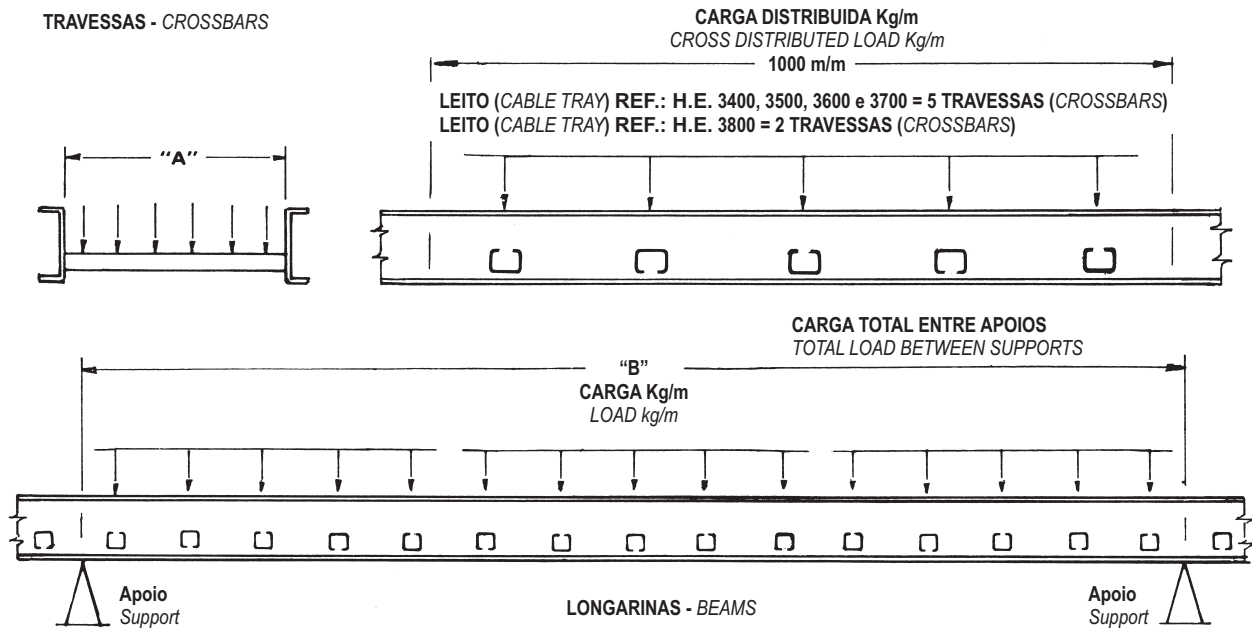 TRAVESSAS - CROSSBARS
CARGA DISTRIBUIDA Kg/m
CROSS DISTRIBUTED LOAD Kg/m
1000 m/m
LEITO (CABLE TRAY) REF.: H.E. 3400, 3500, 3600 e 3700 = 5 TRAVESSAS (CROSSBARS)
LEITO (CABLE TRAY) REF.: H.E. 3800 = 2 TRAVESSAS (CROSSBARS)
"A"
CARGA TOTAL ENTRE APOIOS
TOTAL LOAD BETWEEN SUPPORTS
“B”
CARGA Kg/m
LOAD kg/m
Apoio
Support
LONGARINAS - BEAMS
Apoio
Support